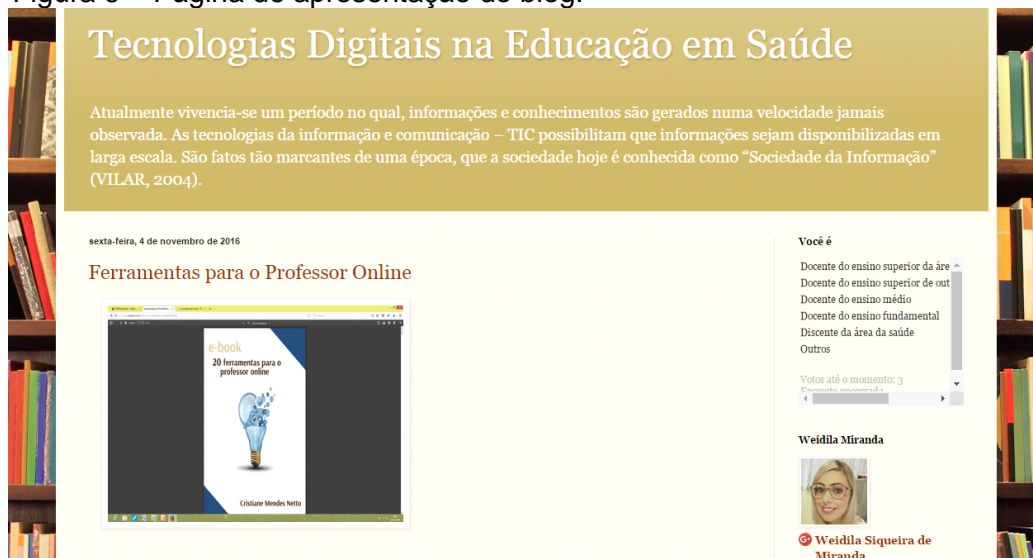 Tecnologias Digitais na Educação em Saúde
Atualmente vivencia-se um período no qual, informações e conhecimentos são gerados numa velocidade jamais
observada. As tecnologias da informação e comunicação – TIC possibilitam que informações sejam disponibilizadas em
larga escala. São fatos tão marcantes de uma época, que a sociedade hoje é conhecida como “Sociedade da Informação”
(VILAR, 2004).
sexta-feira, 4 de novembro de 2016
Ferramentas para o Professor Online
e-book
20 ferramentas para o
professor online
Cristiane Mendes Netto
Você é
Docente do ensino superior da áre
Docente do ensino superior de out
Docente do ensino médio
Docente do ensino fundamental
Discente da área da saúde
Outros
Votos até o momento: 3
Weidila Miranda
Weidila Siqueira de
Miranda